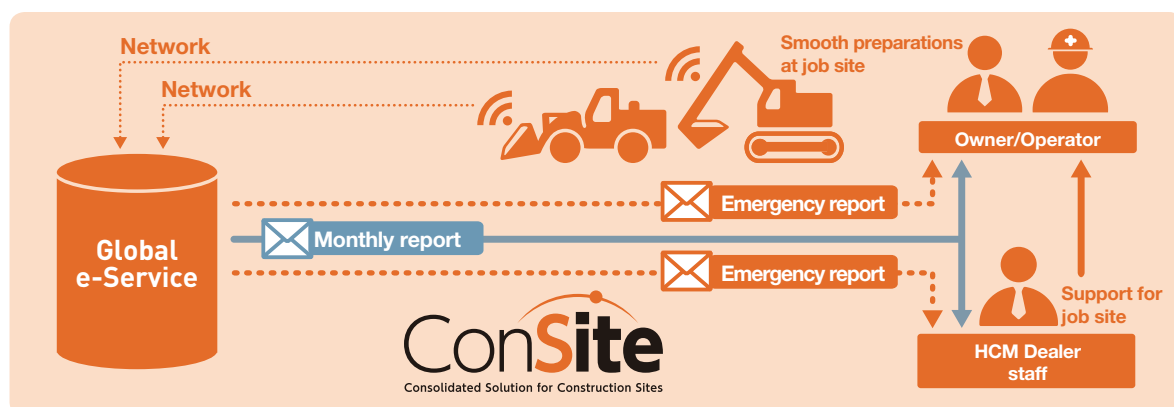 Network
Network
Smooth preparations
at job site
Owner/Operator
Emergency report
Monthly report
Emergency report
Global
e-Service
Support for
job site
HCM Dealer
staff
ConSite
Consolidated Solution for Construction Sites